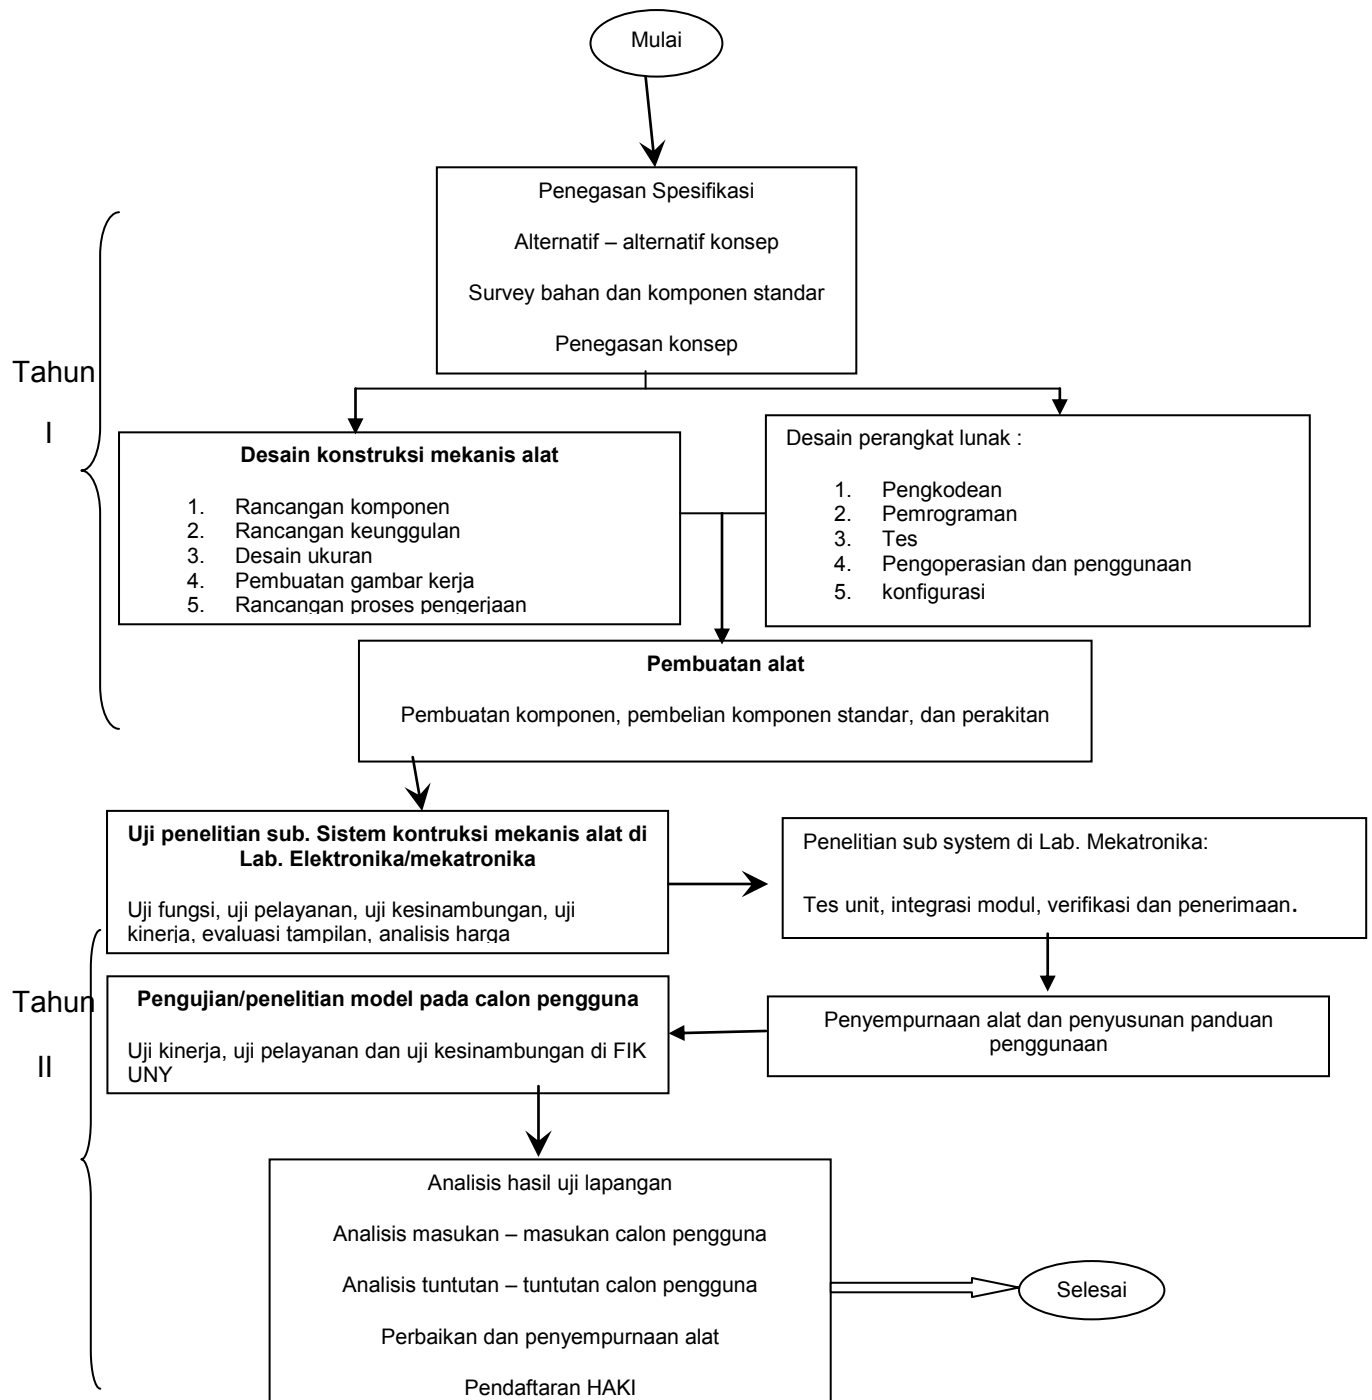 Mulai
Penegasan Spesifikasi
Alternatif – alternatif konsep
Survey bahan dan komponen standar
Penegasan konsep
Tahun
I
Desain konstruksi mekanis alat
1. Rancangan komponen
2. Rancangan keunggulan
3. Desain ukuran
4. Pembuatan gambar kerja
5. Rancangan proses pengerjaan
Desain perangkat lunak :
1. Pengkodean
2. Pemrograman
3. Tes
4. Pengoperasian dan penggunaan
5. konfigurasi
Pembuatan alat
Pembuatan komponen, pembelian komponen standar, dan perakitan
Uji penelitian sub. Sistem kontruksi mekanis alat di
Lab. Elektronika/mekatronika
Uji fungsi, uji pelayanan, uji kesinambungan, uji
kinerja, evaluasi tampilan, analisis harga
Penelitian sub system di Lab. Mekatronika:
Tes unit, integrasi modul, verifikasi dan penerimaan.
Tahun
II
Pengujian/penelitian model pada calon pengguna
Uji kinerja, uji pelayanan dan uji kesinambungan di FIK
UNY
Penyempurnaan alat dan penyusunan panduan
penggunaan
Analisis hasil uji lapangan
Analisis masukan – masukan calon pengguna
Analisis tuntutan – tuntutan calon pengguna
Perbaikan dan penyempurnaan alat
Pendaftaran HAKI
Selesai